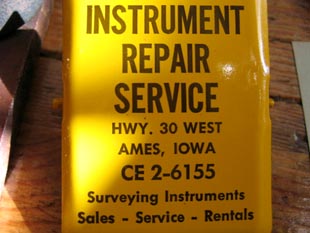 INSTRUMENT
REPAIR
SERVICE
HWY. 30 WEST
AMES, IOWA
CE 2-6155
Surveying Instruments
Sales - Service - Rentals